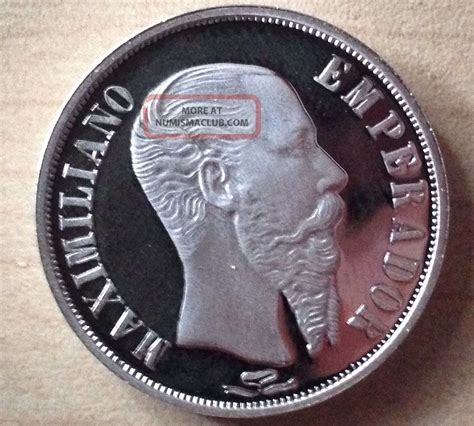 MAXIMILIANO EMPERADOR
MORE AT
NUMISMACLUB.COM